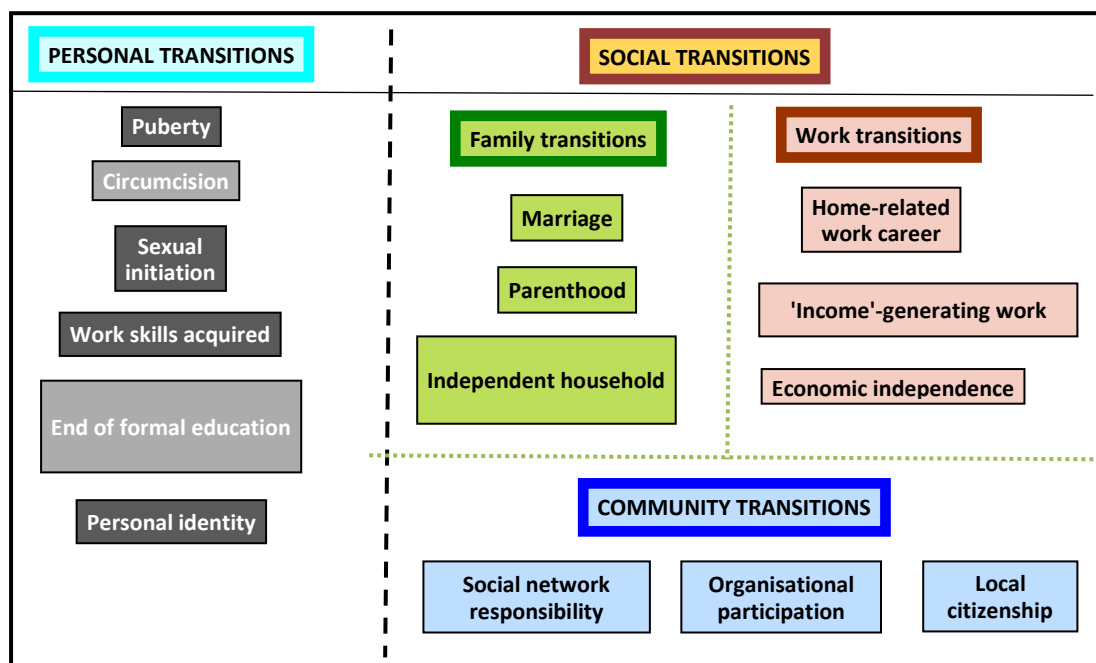 PERSONAL TRANSITIONS
Puberty
Circumcision
Sexual
initiation
Work skills acquired
End of formal education
Personal identity
SOCIAL TRANSITIONS
Family transitions
Marriage
Parenthood
Independent household
Work transitions
Home-related
work career
'Income'-generating work
Economic independence
COMMUNITY TRANSITIONS
Social network
responsibility
Organisational
participation
Local
citizenship